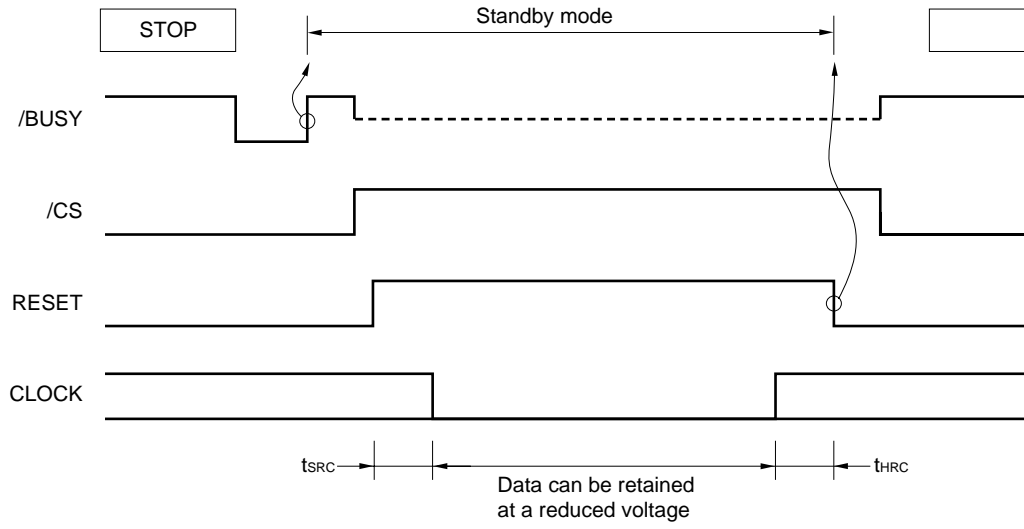 Standby mode
STOP
/BUSY
/CS
RESET
CLOCK
tSRC
tHRC
Data can be retained
at a reduced voltage